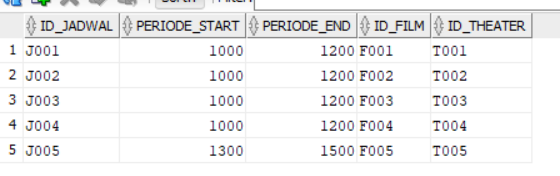 ID_JADWAL PERIODE_START PERIODE_END ID_FILM ID_THEATER
1 J001 1000 1200 F001 T001
2 J002 1000 1200 F002 T002
3 J003 1000 1200 F003 T003
4 J004 1000 1200 F004 T004
5 J005 1300 1500 F005 T005